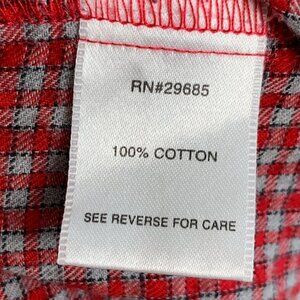 RN#29685
100% COTTON
SEE REVERSE FOR CARE